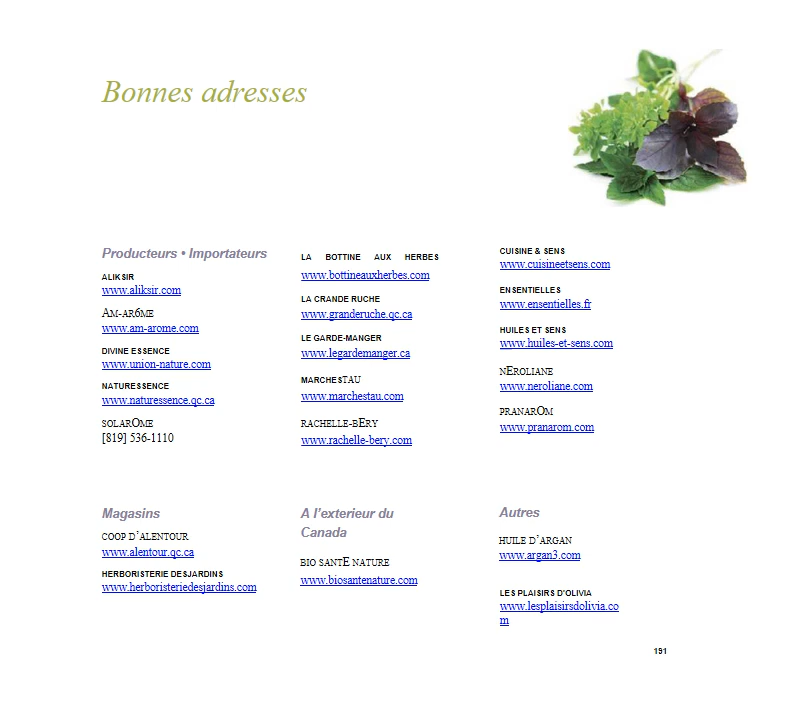 Bonnes adresses
Producteurs • Importateurs
ALIKSIR
www.aliksir.com
AM-AR6ME
www.am-arome.com
DIVINE ESSENCE
www.union-nature.com
NATURESSENCE
www.naturessence.qc.ca
SOLAROME
[819] 536-1110
Magasins
COOP D'ALENTOUR
www.alentour.qc.ca
HERBORISTERIE DESJARDINS
www.herboristeriedesjardins.com
LA BOTTINE AUX HERBES
www.bottineauxherbes.com
LA CRANDE RUCHE
www.granderuche.qc.ca
LE GARDE-MANGER
www.legardemanger.ca
MARCHESTAU
www.marchestau.com
RACHELLE-BERY
www.rachelle-bery.com
A l'exterieur du
Canada
BIO SANTE NATURE
www.biosantenature.com
CUISINE & SENS
www.cuisineetsens.com
ENSENTIELLES
www.ensentielles.fr
HUILES ET SENS
www.huiles-et-sens.com
NEROLIANE
www.neroliane.com
PRANAROM
www.pranarom.com
Autres
HUILE D'ARGAN
www.argan3.com
LES PLAISIRS D'OLIVIA
www.lesplaisirsdolivia.co
m
191